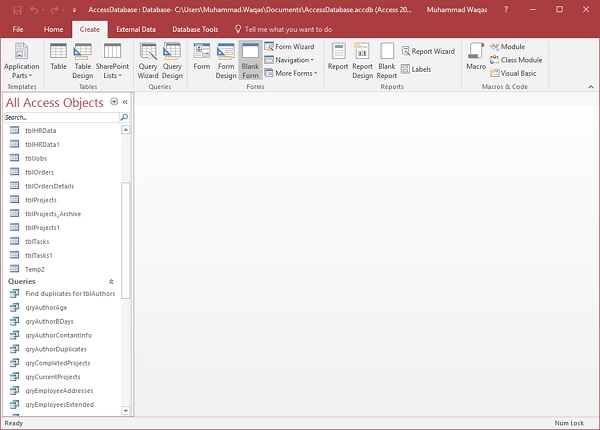 AccessDatabase : Database- C:\Users\Muhammad.Waqas\Documents\AccessDatabase.accdb (Access 20...
Muhammad Waqas
File
Home
Create
External Data
Database Tools
Tell me what you want to do
Application Parts
Templates
Table
Table Design
SharePoint Lists
Tables
Query Wizard
Query Design
Queries
Form
Form Design
Blank Form
Form Wizard
Navigation
More Forms
Forms
Report
Report Design
Blank Report
Report Wizard
Labels
Reports
Macro
Module
Class Module
Visual Basic
Macros & Code
All Access Objects
Search...
tblHRData
tblHRData1
tblJobs
tblOrders
tblOrdersDetails
tblProjects
tblProjects_Archive
tblProjects1
tblTasks
tblTasks1
Temp2
Queries
Find duplicates for tblAuthors
qryAuthorAge
qryAuthorBDays
qryAuthorContantInfo
qryAuthorDuplicates
qryCompletedProjects
qryCurrentProjects
qryEmployeeAddresses
qryEmployeesExtended
Ready
Num Lock